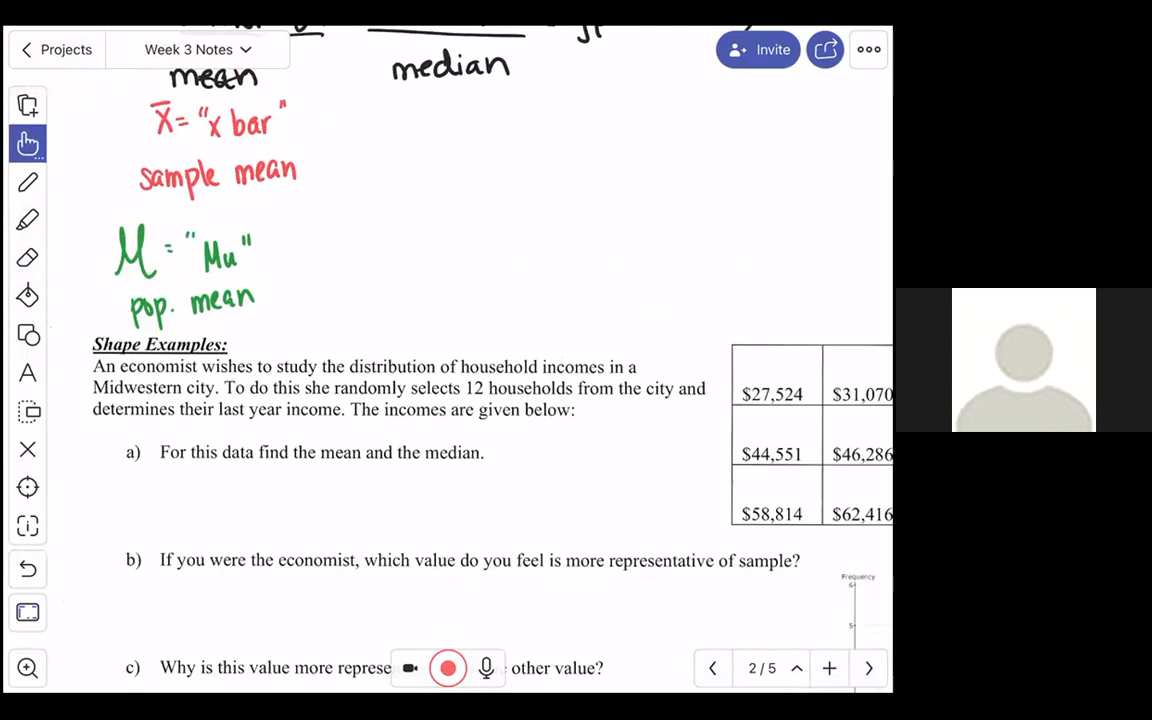 Projects
Week 3 Notes
Invite
mean
median
x̄ = "x bar"
sample mean
M = "Mu"
pop. mean
Shape Examples:
An economist wishes to study the distribution of household incomes in a
Midwestern city. To do this she randomly selects 12 households from the city and
determines their last year income. The incomes are given below:
$27,524 $31,070
a) For this data find the mean and the median.
$44,551 $46,286
$58,814 $62,416
b) If you were the economist, which value do you feel is more representative of sample?
Frequency
6
5
c) Why is this value more represe other value?
2/5